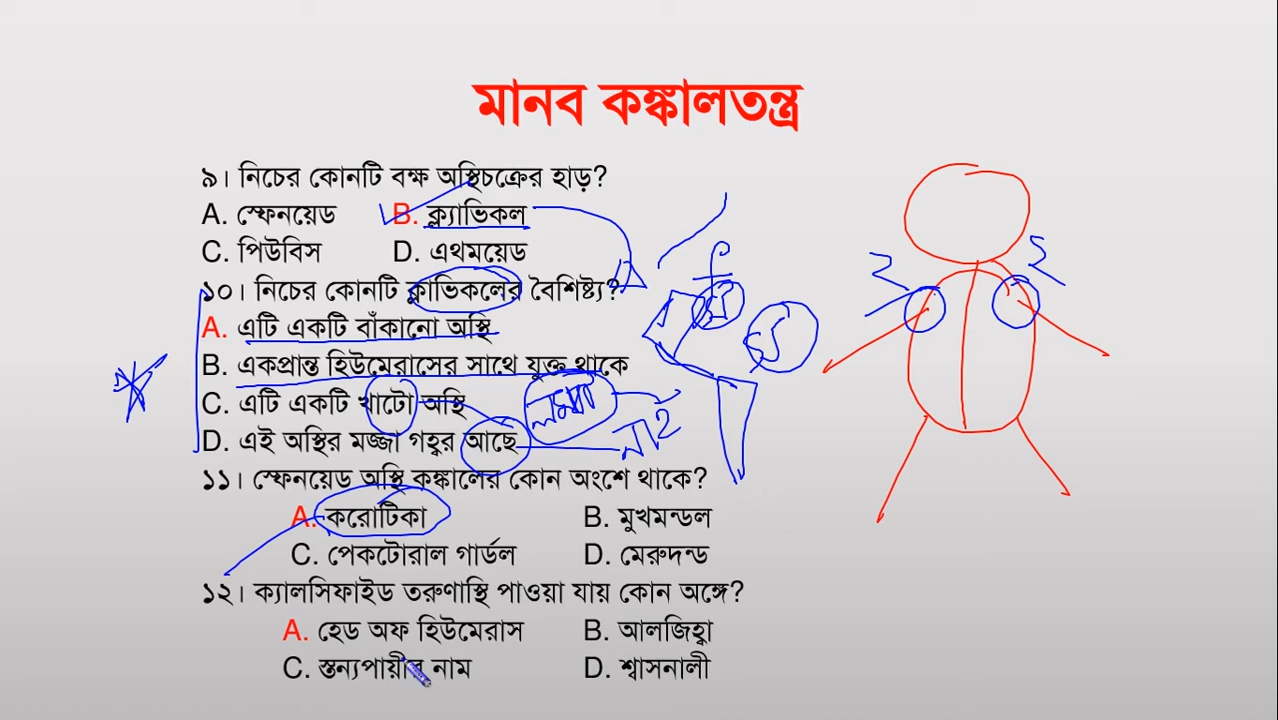 মানব কঙ্কালতন্ত্র
৯। নিচের কোনটি বক্ষ অস্থিচক্রের হাড়?
A. স্ফেনয়েড B. ক্ল্যাভিকল
C. পিউবিস D. এথময়েড
১০। নিচের কোনটি ক্লাভিকলের বৈশিষ্ট্য?
A. এটি একটি বাঁকানো অস্থি
B. একপ্রান্ত হিউমেরাসের সাথে যুক্ত থাকে
C. এটি একটি খাটো অস্থি লম্বা
D. এই অস্থির মজ্জা গহ্বর আছে নাই
১১। স্ফেনয়েড অস্থি কঙ্কালের কোন অংশে থাকে?
A. করোটিকা B. মুখমন্ডল
C. পেকটোরাল গার্ডল D. মেরুদন্ড
১২। ক্যালসিফাইড তরুণাস্থি পাওয়া যায় কোন অঙ্গে?
A. হেড অফ হিউমেরাস B. আলজিহ্বা
C. স্তন্যপায়ীর নাম D. শ্বাসনালী